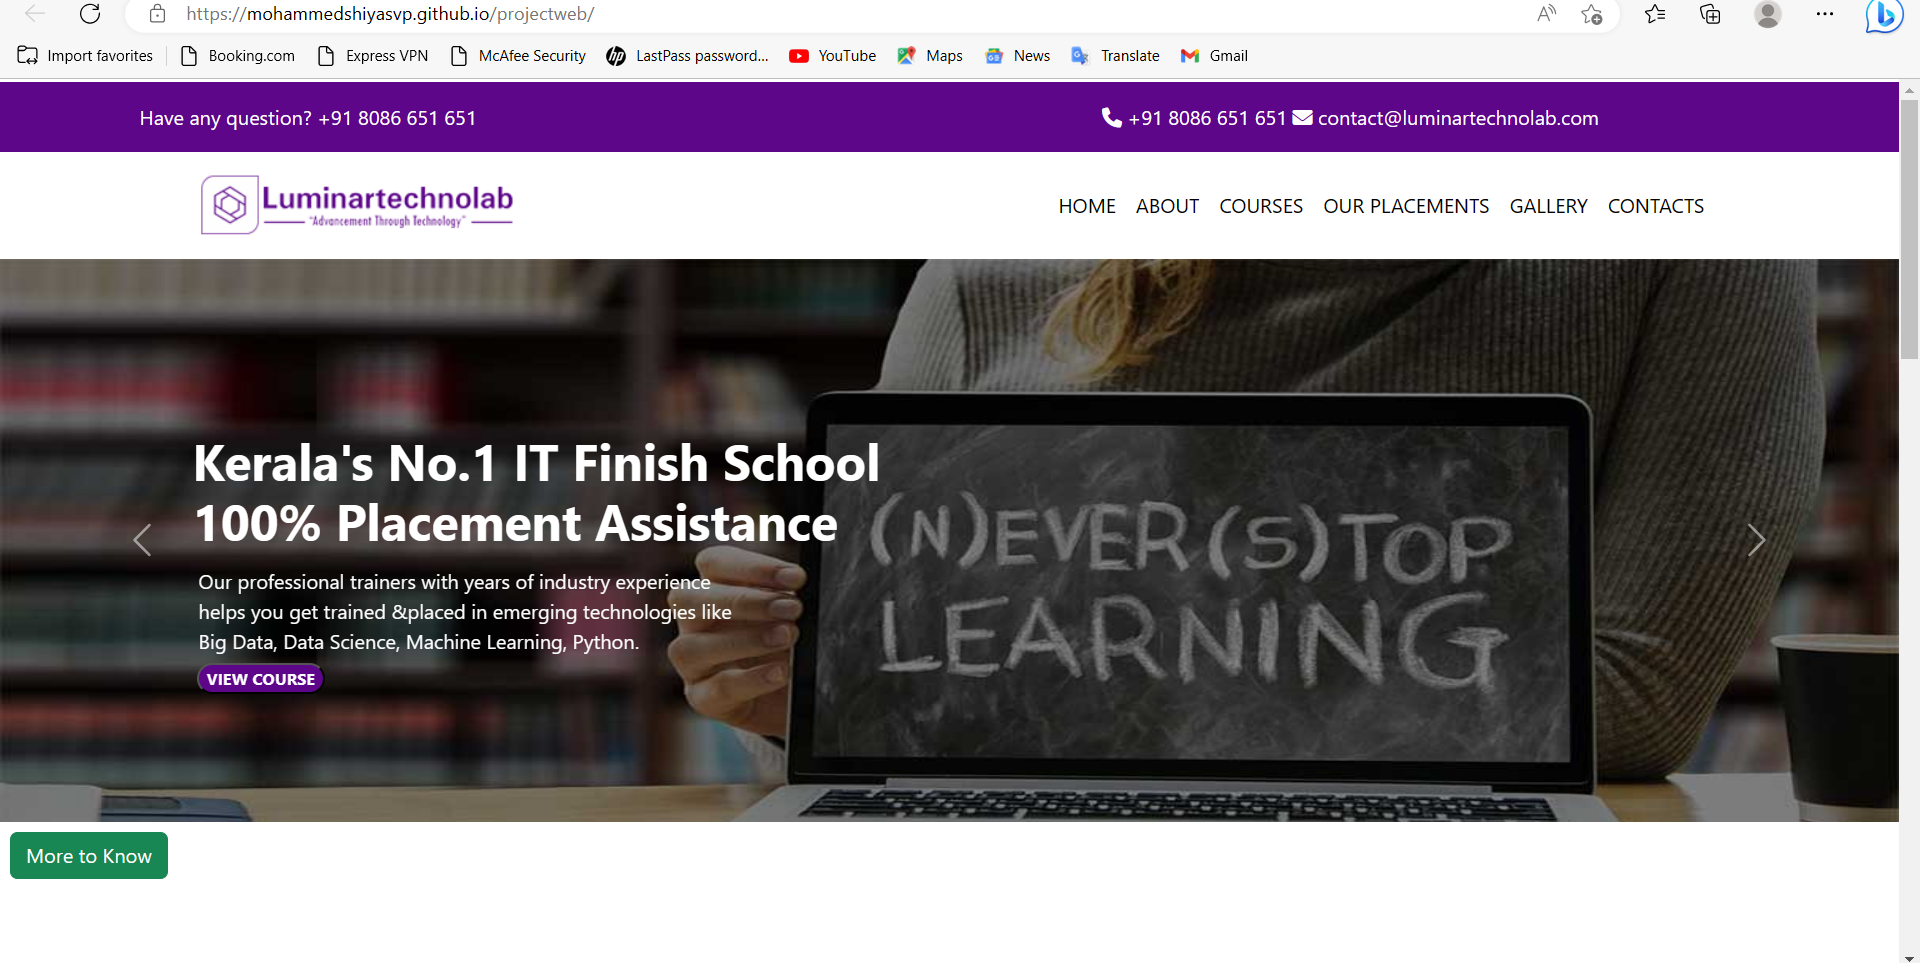 https://mohammedshiyasvp.github.io/projectweb/
Import favorites Booking.com Express VPN McAfee Security LastPass password... YouTube Maps News Translate Gmail
Have any question? +91 8086 651 651 +91 8086 651 651 contact@luminartechnolab.com
Luminartechnolab
"Advancement Through Technology"
HOME ABOUT COURSES OUR PLACEMENTS GALLERY CONTACTS
Kerala's No.1 IT Finish School
100% Placement Assistance
Our professional trainers with years of industry experience
helps you get trained &placed in emerging technologies like
Big Data, Data Science, Machine Learning, Python.
VIEW COURSE
(N)EVER (S)TOP
LEARNING
More to Know